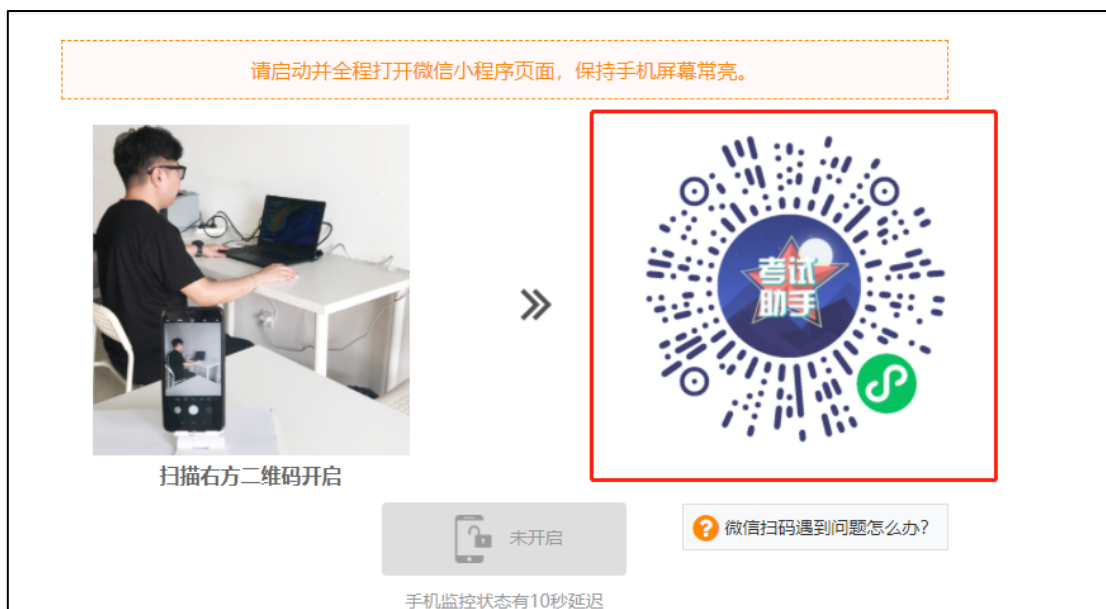 请启动并全程打开微信小程序页面，保持手机屏幕常亮。
考试
助手
扫描右方二维码开启
未开启
? 微信扫码遇到问题怎么办?
手机监控状态有10秒延迟